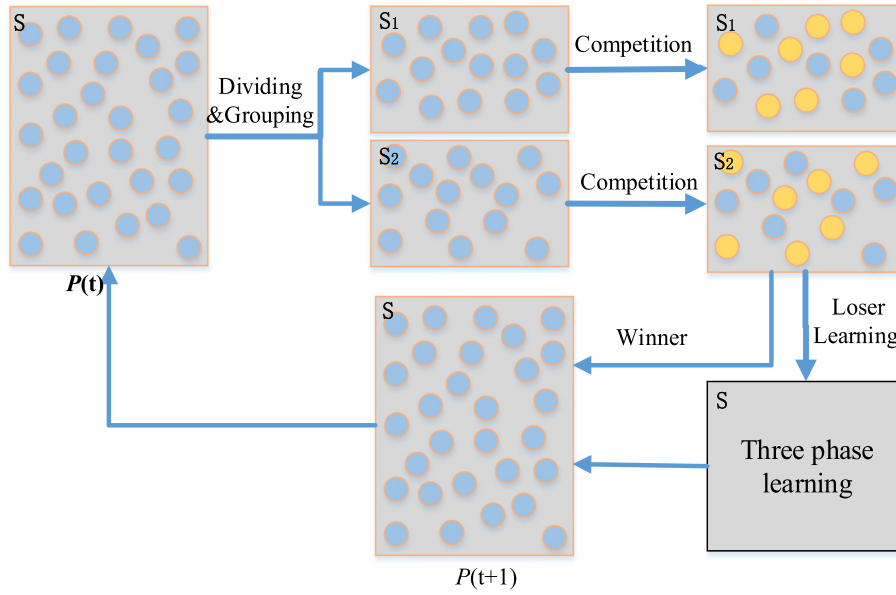 S
S1
S1
Dividing
&Grouping
Competition
S2
S2
Competition
P(t)
S
Winner
Loser
Learning
S
Three phase
learning
P(t+1)